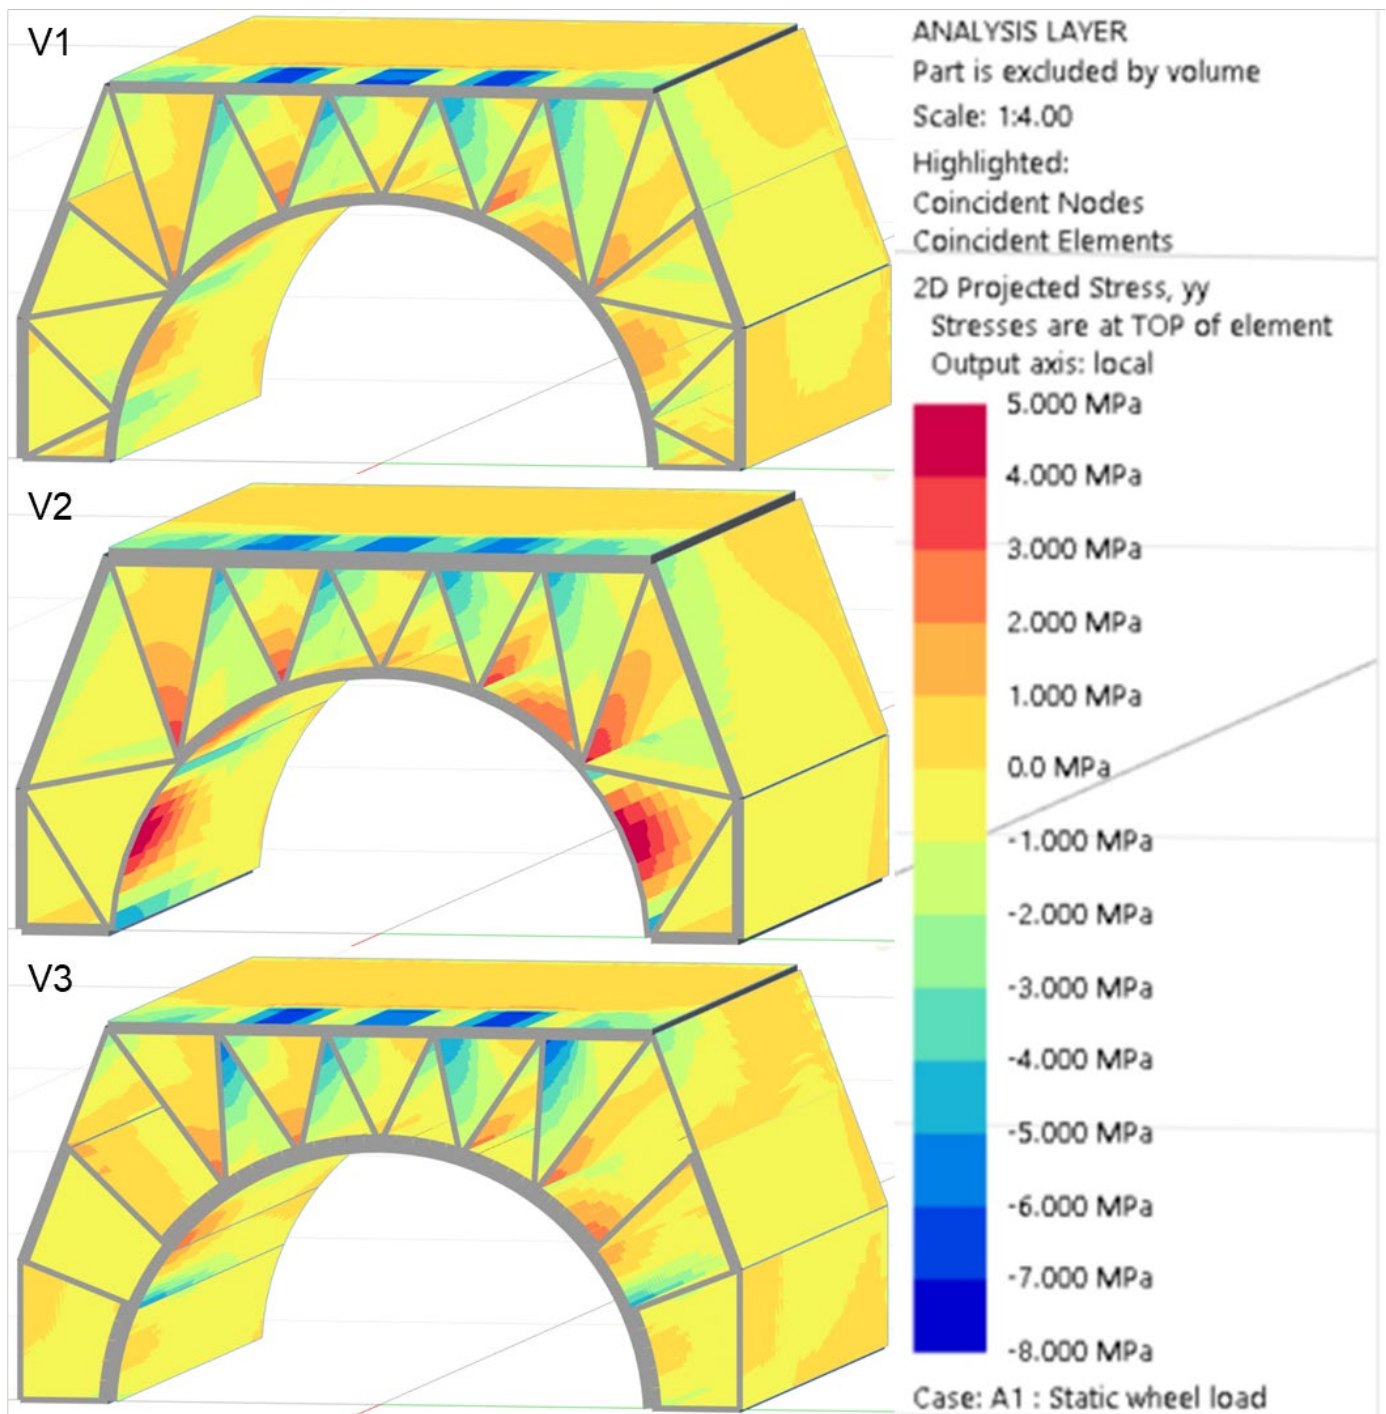 V1
V2
V3
ANALYSIS LAYER
Part is excluded by volume
Scale: 1:4.00
Highlighted:
Coincident Nodes
Coincident Elements
2D Projected Stress, yy
Stresses are at TOP of element
Output axis: local
5.000 MPa
4.000 MPa
3.000 MPa
2.000 MPa
1.000 MPa
0.0 MPa
-1.000 MPa
-2.000 MPa
-3.000 MPa
-4.000 MPa
-5.000 MPa
-6.000 MPa
-7.000 MPa
-8.000 MPa
Case: A1 : Static wheel load